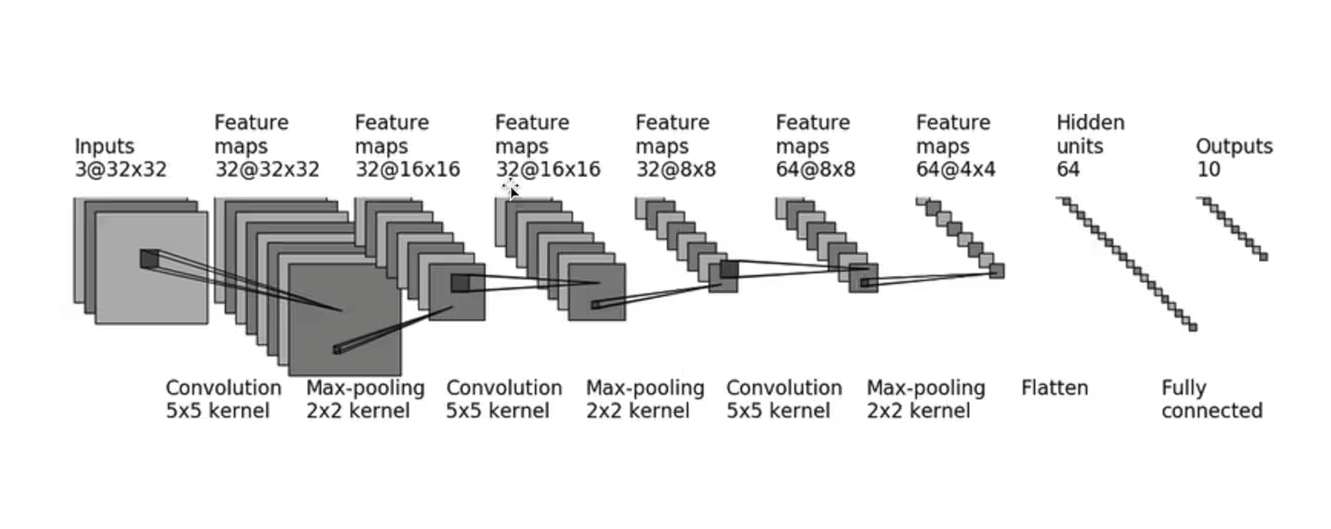 Inputs
3@32x32
Feature
maps
32@32x32
Feature
maps
32@16x16
Feature
maps
32@16x16
Feature
maps
32@8x8
Feature
maps
64@8x8
Feature
maps
64@4x4
Hidden
units
64
Outputs
10
Convolution
5x5 kernel
Max-pooling
2x2 kernel
Convolution
5x5 kernel
Max-pooling
2x2 kernel
Convolution
5x5 kernel
Max-pooling
2x2 kernel
Flatten
Fully
connected